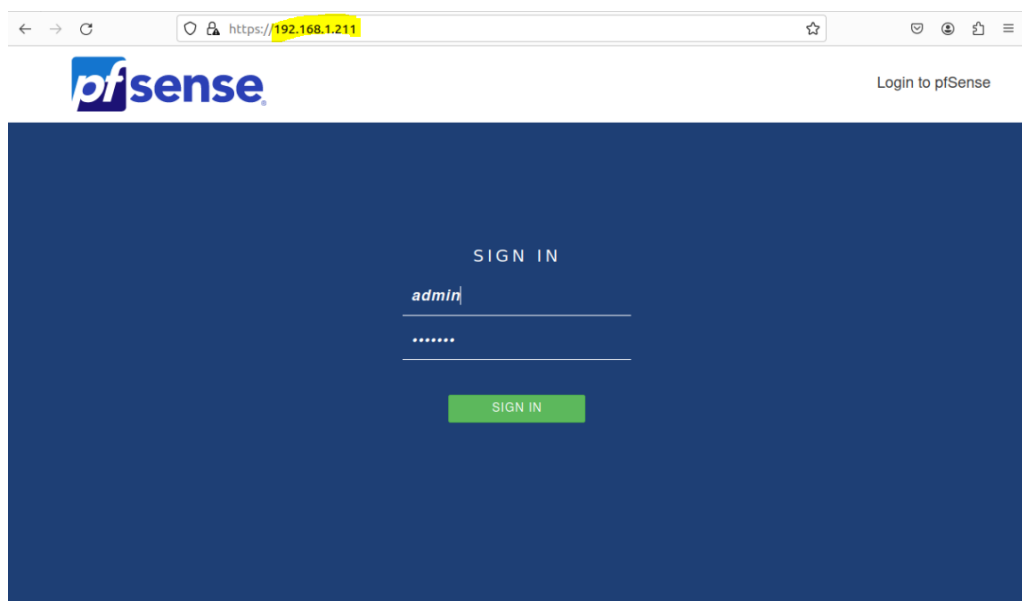 https://192.168.1.211
pfsense
Login to pfSense
SIGN IN
admin
•••••••
SIGN IN